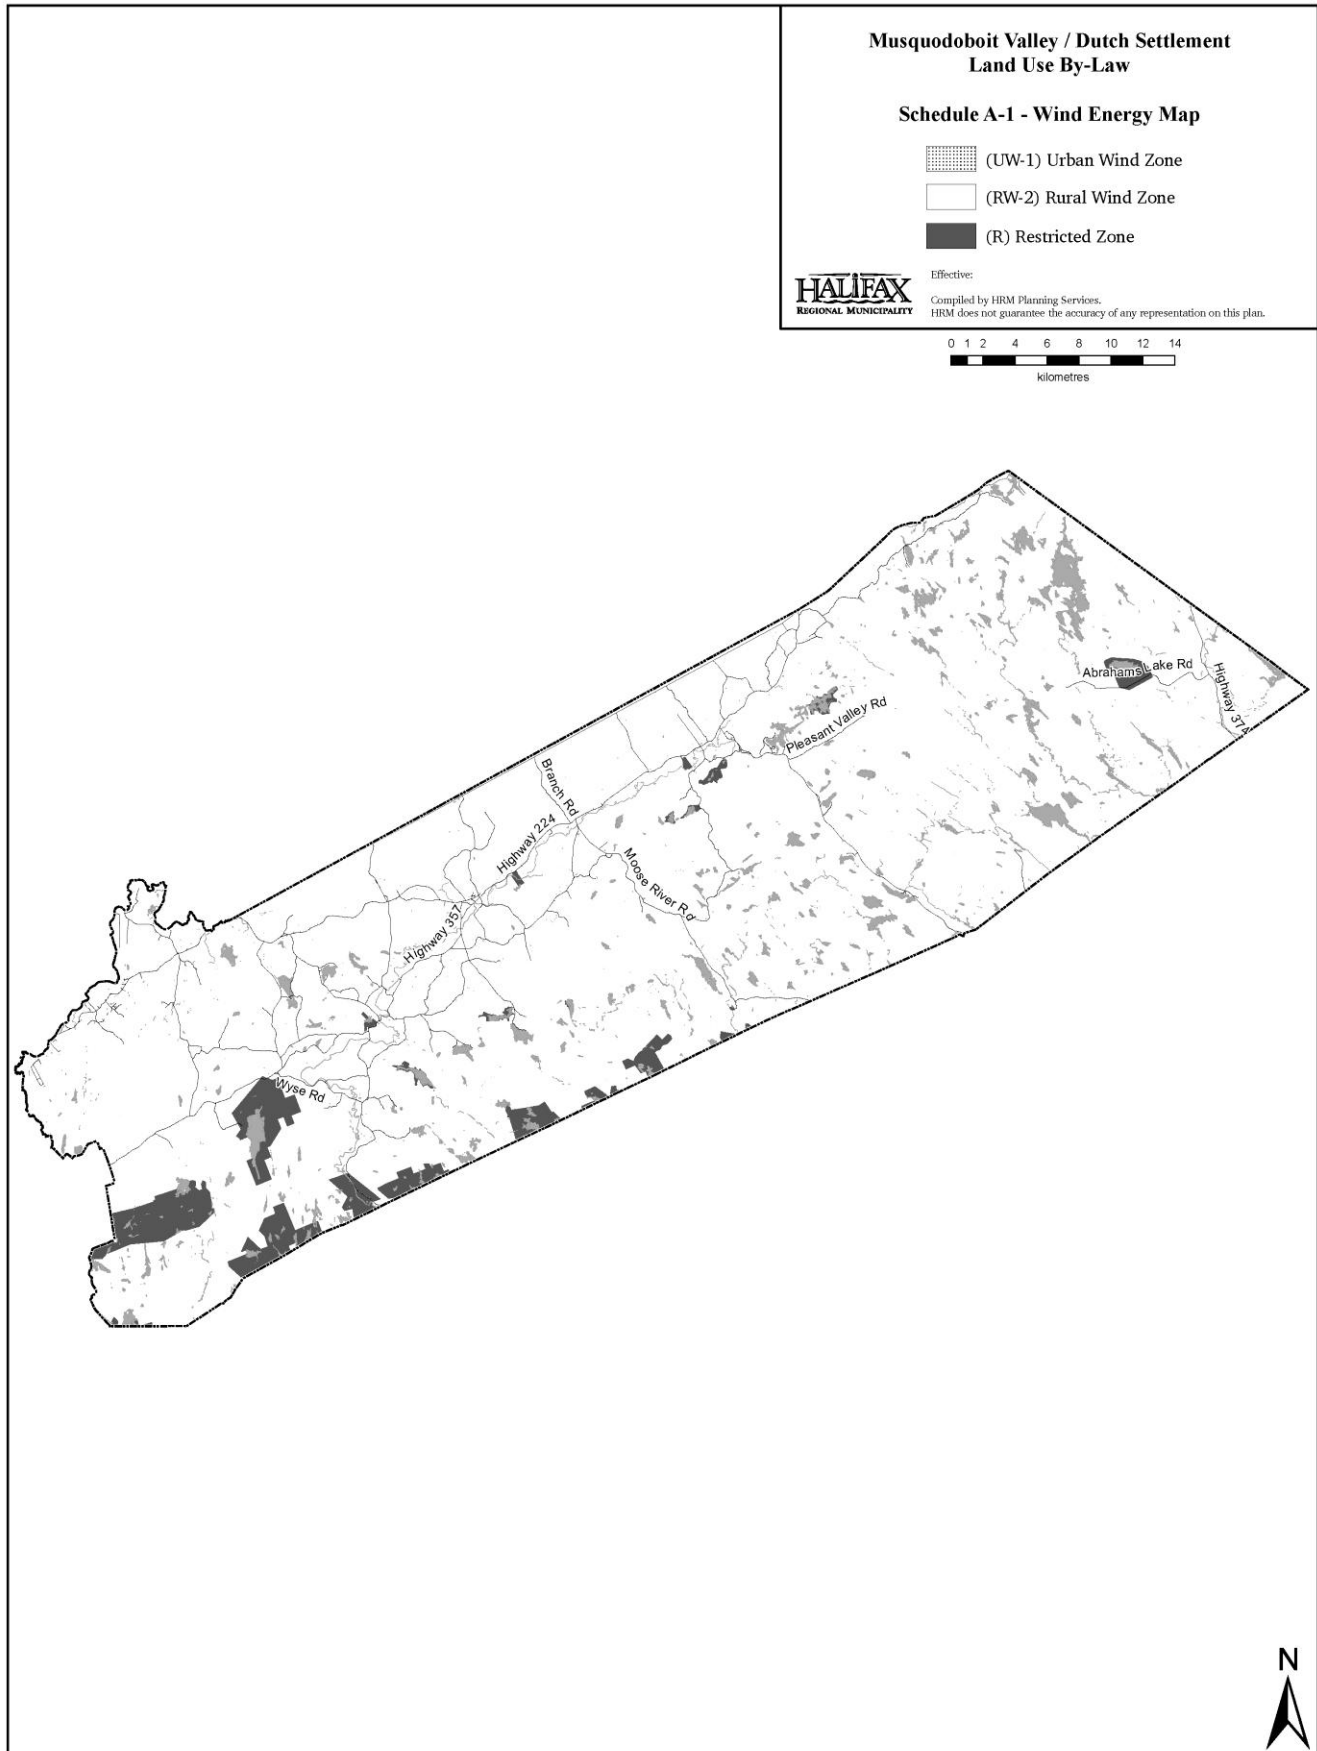 Musquodoboit Valley / Dutch Settlement
Land Use By-Law
Schedule A-1 - Wind Energy Map
(UW-1) Urban Wind Zone
(RW-2) Rural Wind Zone
(R) Restricted Zone
HALIFAX
REGIONAL MUNICIPALITY
Effective:
Compiled by HRM Planning Services.
HRM does not guarantee the accuracy of any representation on this plan.
0 1 2 4 6 8 10 12 14
kilometres
Abrahams Lake Rd
Highway 374
Pleasant Valley Rd
Branch Rd
Highway 224
Moose River Rd
Highway 357
Wyse Rd
N